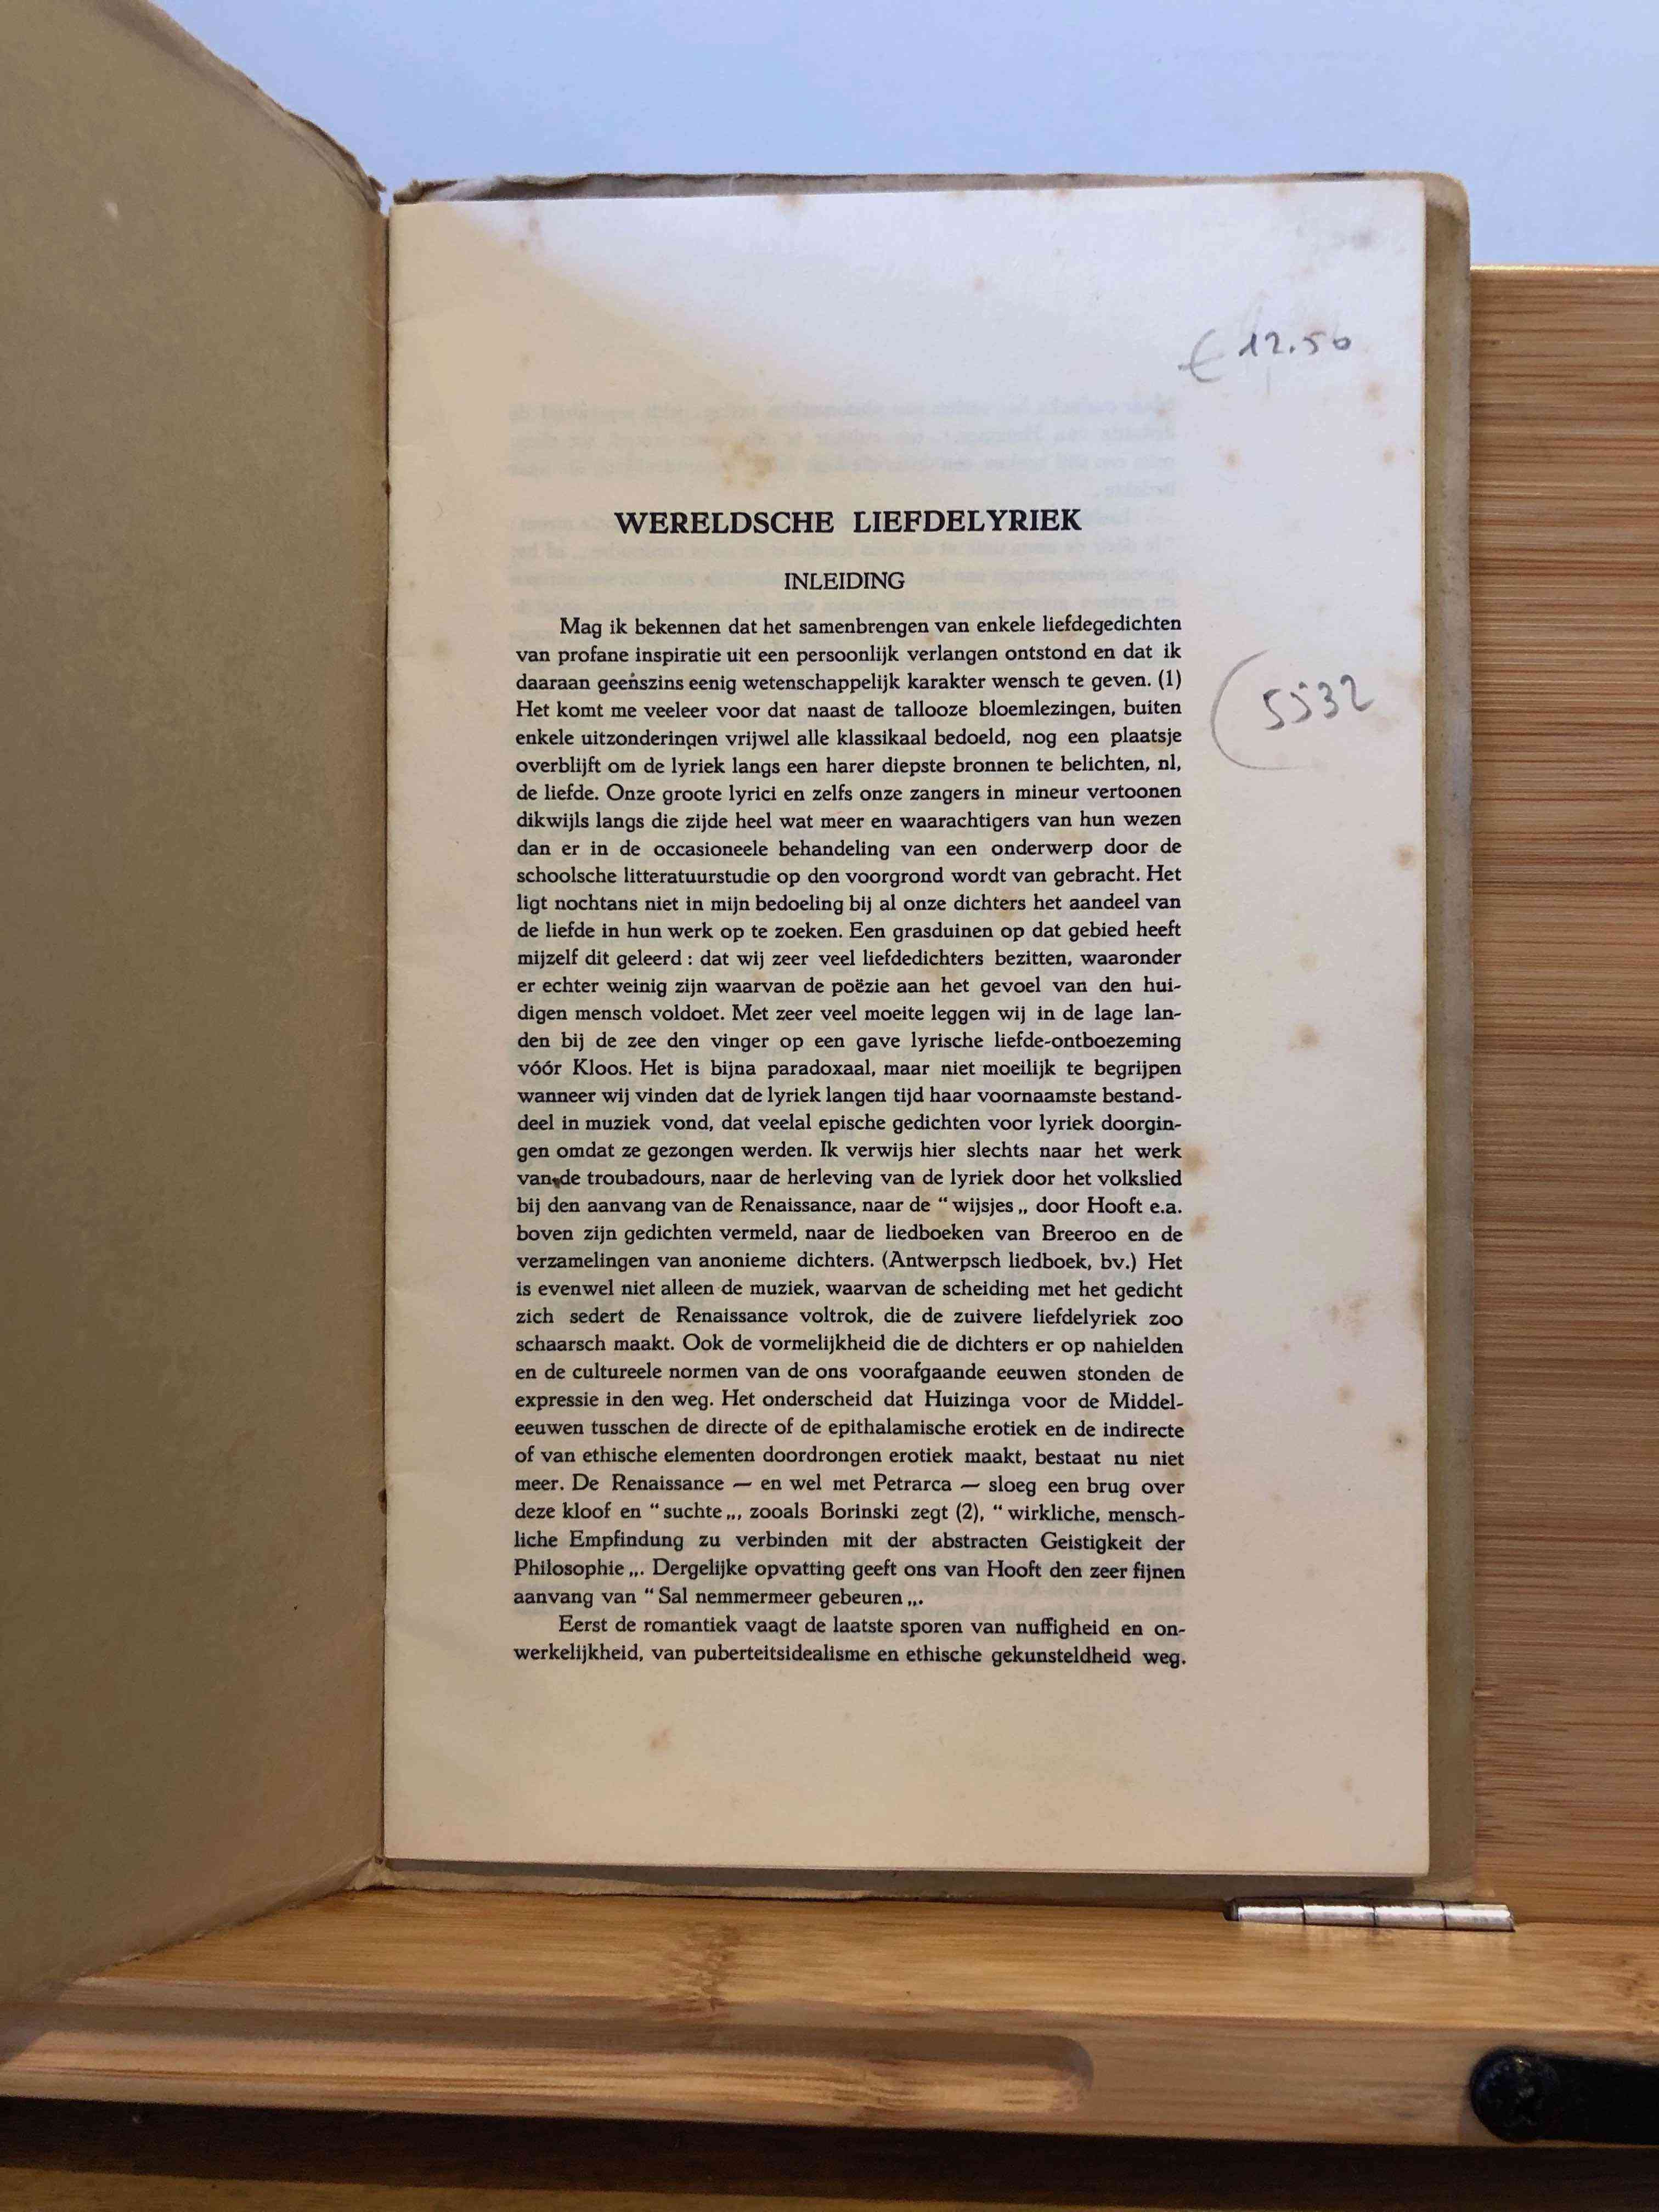 € 12.50
WERELDSCHE LIEFDELYRIEK
INLEIDING
Mag ik bekennen dat het samenbrengen van enkele liefdegedichten
van profane inspiratie uit een persoonlijk verlangen ontstond en dat ik
daaraan geenszins eenig wetenschappelijk karakter wensch te geven. (1)
Het komt me veeleer voor dat naast de tallooze bloemlezingen, buiten
5532
enkele uitzonderingen vrijwel alle klassikaal bedoeld, nog een plaatsje
overblijft om de lyriek langs een harer diepste bronnen te belichten, nl,
de liefde. Onze groote lyrici en zelfs onze zangers in mineur vertoonen
dikwijls langs die zijde heel wat meer en waarachtigers van hun wezen
dan er in de occasioneele behandeling van een onderwerp door de
schoolsche litteratuurstudie op den voorgrond wordt van gebracht. Het
ligt nochtans niet in mijn bedoeling bij al onze dichters het aandeel van
de liefde in hun werk op te zoeken. Een grasduinen op dat gebied heeft
mijzelf dit geleerd : dat wij zeer veel liefdedichters bezitten, waaronder
er echter weinig zijn waarvan de poëzie aan het gevoel van den hui-
digen mensch voldoet. Met zeer veel moeite leggen wij in de lage lan-
den bij de zee den vinger op een gave lyrische liefde-ontboezeming
vóór Kloos. Het is bijna paradoxaal, maar niet moeilijk te begrijpen
wanneer wij vinden dat de lyriek langen tijd haar voornaamste bestand-
deel in muziek vond, dat veelal epische gedichten voor lyriek doorgin-
gen omdat ze gezongen werden. Ik verwijs hier slechts naar het werk
van de troubadours, naar de herleving van de lyriek door het volkslied
bij den aanvang van de Renaissance, naar de “ wijsjes „ door Hooft e.a.
boven zijn gedichten vermeld, naar de liedboeken van Breeroo en de
verzamelingen van anonieme dichters. (Antwerpsch liedboek, bv.) Het
is evenwel niet alleen de muziek, waarvan de scheiding met het gedicht
zich sedert de Renaissance voltrok, die de zuivere liefdelyriek zoo
schaarsch maakt. Ook de vormelijkheid die de dichters er op nahielden
en de cultureele normen van de ons voorafgaande eeuwen stonden de
expressie in den weg. Het onderscheid dat Huizinga voor de Middel-
eeuwen tusschen de directe of de epithalamische erotiek en de indirecte
of van ethische elementen doordrongen erotiek maakt, bestaat nu niet
meer. De Renaissance — en wel met Petrarca — sloeg een brug over
deze kloof en “ suchte „, zooals Borinski zegt (2), “ wirkliche, mensch-
liche Empfindung zu verbinden mit der abstracten Geistigkeit der
Philosophie „. Dergelijke opvatting geeft ons van Hooft den zeer fijnen
aanvang van “ Sal nemmermeer gebeuren „.
Eerst de romantiek vaagt de laatste sporen van nuffigheid en on-
werkelijkheid, van puberteitsidealisme en ethische gekunsteldheid weg.